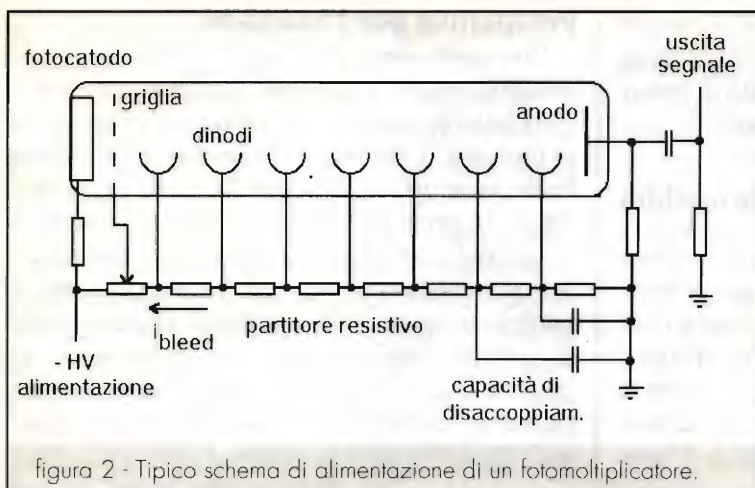 uscita
segnale
fotocatodo
griglia
anodo
dinodi
i bleed
partitore resistivo
- HV
alimentazione
capacità di
disaccoppiam.
figura 2 - Tipico schema di alimentazione di un fotomoltiplicatore.